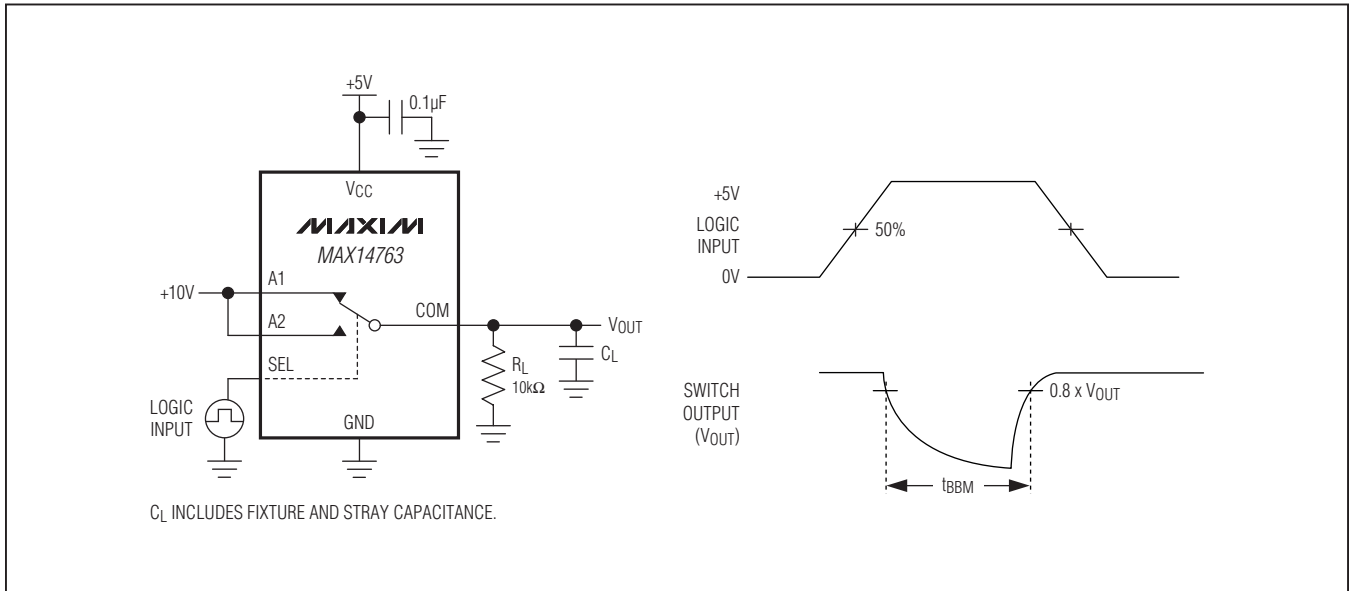 +5V
0.1µF
VCC
MAXIM
MAX14763
+10V
A1
A2
COM
VOUT
SEL
RL
10kΩ
CL
LOGIC
INPUT
GND
CL INCLUDES FIXTURE AND STRAY CAPACITANCE.
+5V
LOGIC
INPUT
50%
0V
SWITCH
OUTPUT
(VOUT)
0.8 x VOUT
tBBM